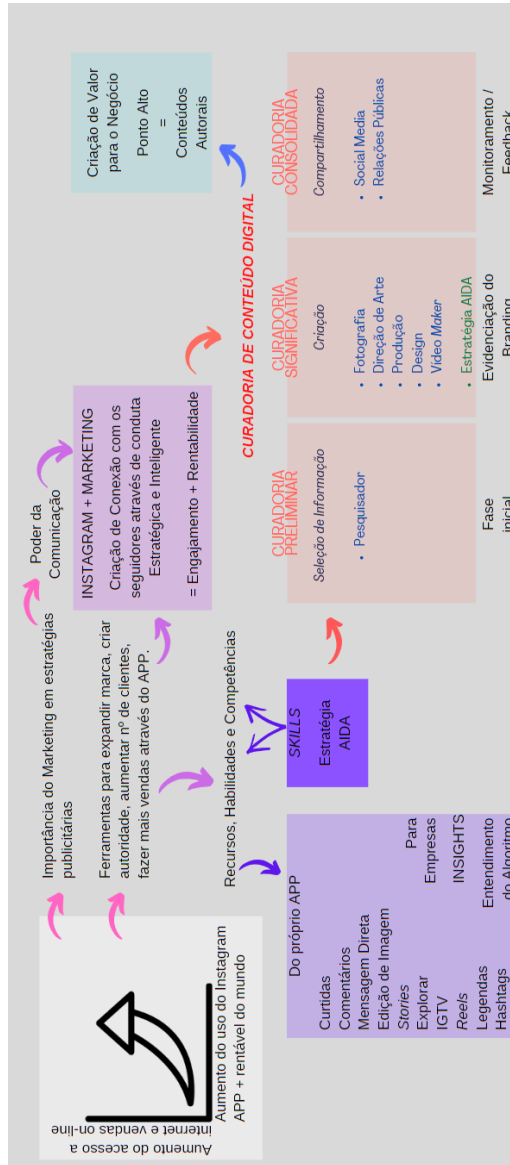 Aumento do acesso a
internet e vendas on-line
Aumento do uso do Instagram
APP + rentável do mundo
Importância do Marketing em estratégias
publicitárias
Ferramentas para expandir marca, criar
autoridade, aumentar nº de clientes,
fazer mais vendas através do APP.
Poder da
Comunicação
INSTAGRAM + MARKETING
Criação de Conexão com os
seguidores através de conduta
Estratégica e Inteligente
= Engajamento + Rentabilidade
Criação de Valor
para o Negócio
Ponto Alto
=
Conteúdos
Autorais
Recursos, Habilidades e Competências
CURADORIA DE CONTEÚDO DIGITAL
Do próprio APP
Curtidas
Comentários
Mensagem Direta
Edição de Imagem
Stories
Explorar
IGTV
Reels
Legendas
Hashtags
Para
Empresas
INSIGHTS
Entendimento
do Algoritmo
SKILLS
Estratégia
AIDA
CURADORIA
PRELIMINAR
Seleção de Informação
• Pesquisador
Fase
inicial
CURADORIA
SIGNIFICATIVA
Criação
• Fotografia
• Direção de Arte
• Produção
• Design
• Vídeo Maker
• Estratégia AIDA
Evidenciação do
Branding
CURADORIA
CONSOLIDADA
Compartilhamento
• Social Media
• Relações Públicas
Monitoramento /
Feedback